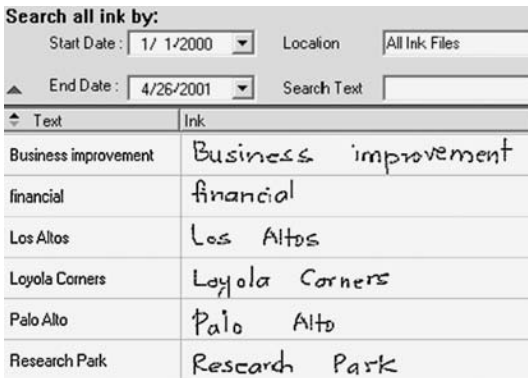 Search all ink by:
Start Date : 1/ 1/2000 Location All Ink Files
End Date : 4/26/2001 Search Text
Text Ink
Business improvement Business improvement
financial financial
Los Altos Los Altos
Loyola Corners Loyola Corners
Palo Alto Palo Alto
Research Park Research Park